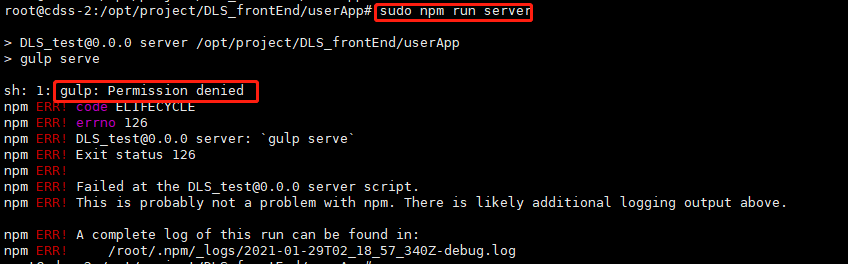 root@cdss-2:/opt/project/DLS_frontEnd/userApp# sudo npm run server
> DLS_test@0.0.0 server /opt/project/DLS_frontEnd/userApp
> gulp serve
sh: 1: gulp: Permission denied
npm ERR! code ELIFECYCLE
npm ERR! errno 126
npm ERR! DLS_test@0.0.0 server: `gulp serve`
npm ERR! Exit status 126
npm ERR!
npm ERR! Failed at the DLS_test@0.0.0 server script.
npm ERR! This is probably not a problem with npm. There is likely additional logging output above.
npm ERR! A complete log of this run can be found in:
npm ERR!     /root/.npm/_logs/2021-01-29T02_18_57_340Z-debug.log